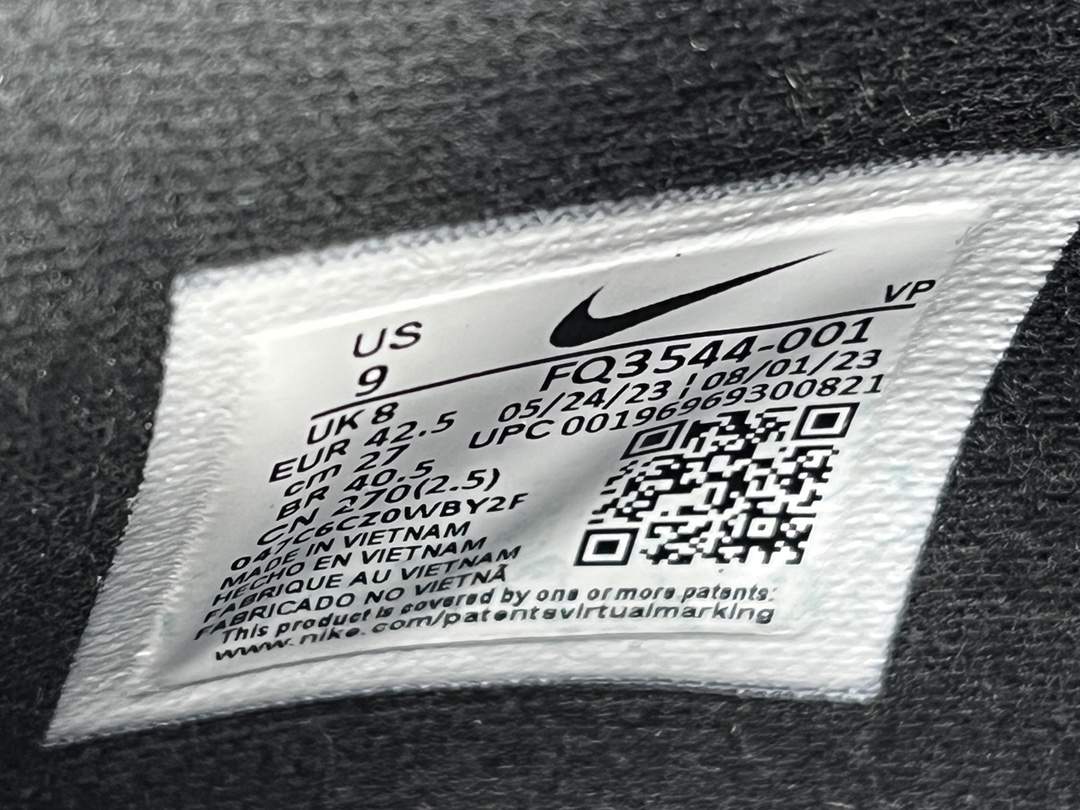 US
9
UK 8
EUR 42.5
cm 27
BR 40.5
CN 270(2.5)
047C6CZ0WBY2F
MADE IN VIETNAM
HECHO EN VIETNAM
FABRIQUE AU VIETNAM
FABRICADO NO VIETNÃ
VP
FQ3544-001
05/24/23 ¦ 08/01/23
UPC 00196969300821
This product is covered by one or more patents:
www.nike.com/patentsvirtualmarking